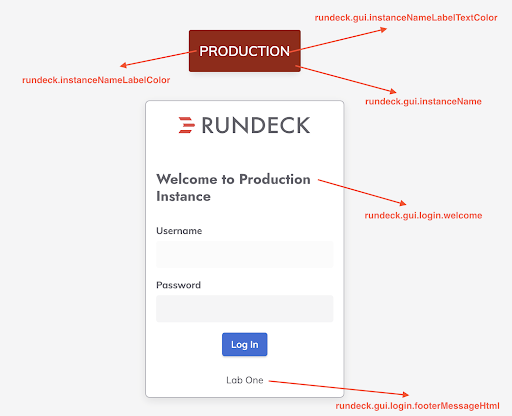 rundeck.gui.instanceNameLabelTextColor
PRODUCTION
rundeck.instanceNameLabelColor
rundeck.gui.instanceName
RUNDECK
Welcome to Production
Instance
rundeck.gui.login.welcome
Username
Password
Log In
Lab One
rundeck.gui.login.footerMessageHtml